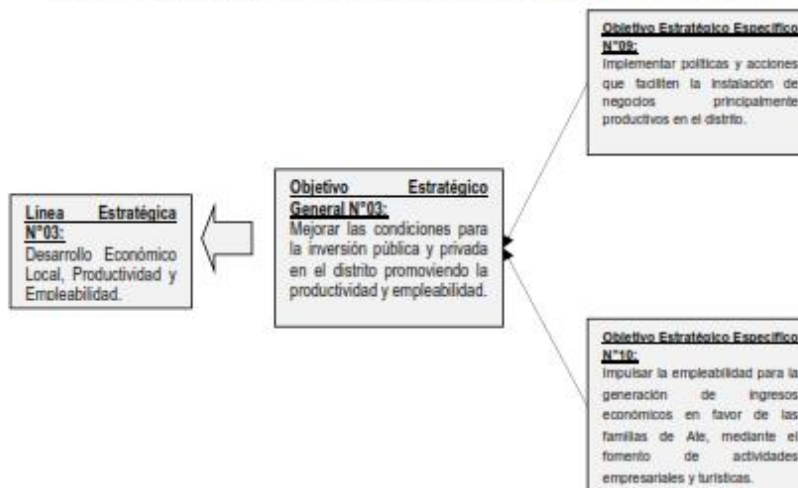 Línea Estratégica
N°03:
Desarrollo Económico
Local, Productividad y
Empleabilidad.
Objetivo Estratégico
General N°03:
Mejorar las condiciones para
la inversión pública y privada
en el distrito promoviendo la
productividad y empleabilidad.
Objetivo Estratégico Específico
N°09:
Implementar políticas y acciones
que faciliten la instalación de
negocios principalmente
productivos en el distrito.
Objetivo Estratégico Específico
N°10:
Impulsar la empleabilidad para la
generación de ingresos
económicos en favor de las
familias de Ate, mediante el
fomento de actividades
empresariales y turísticas.